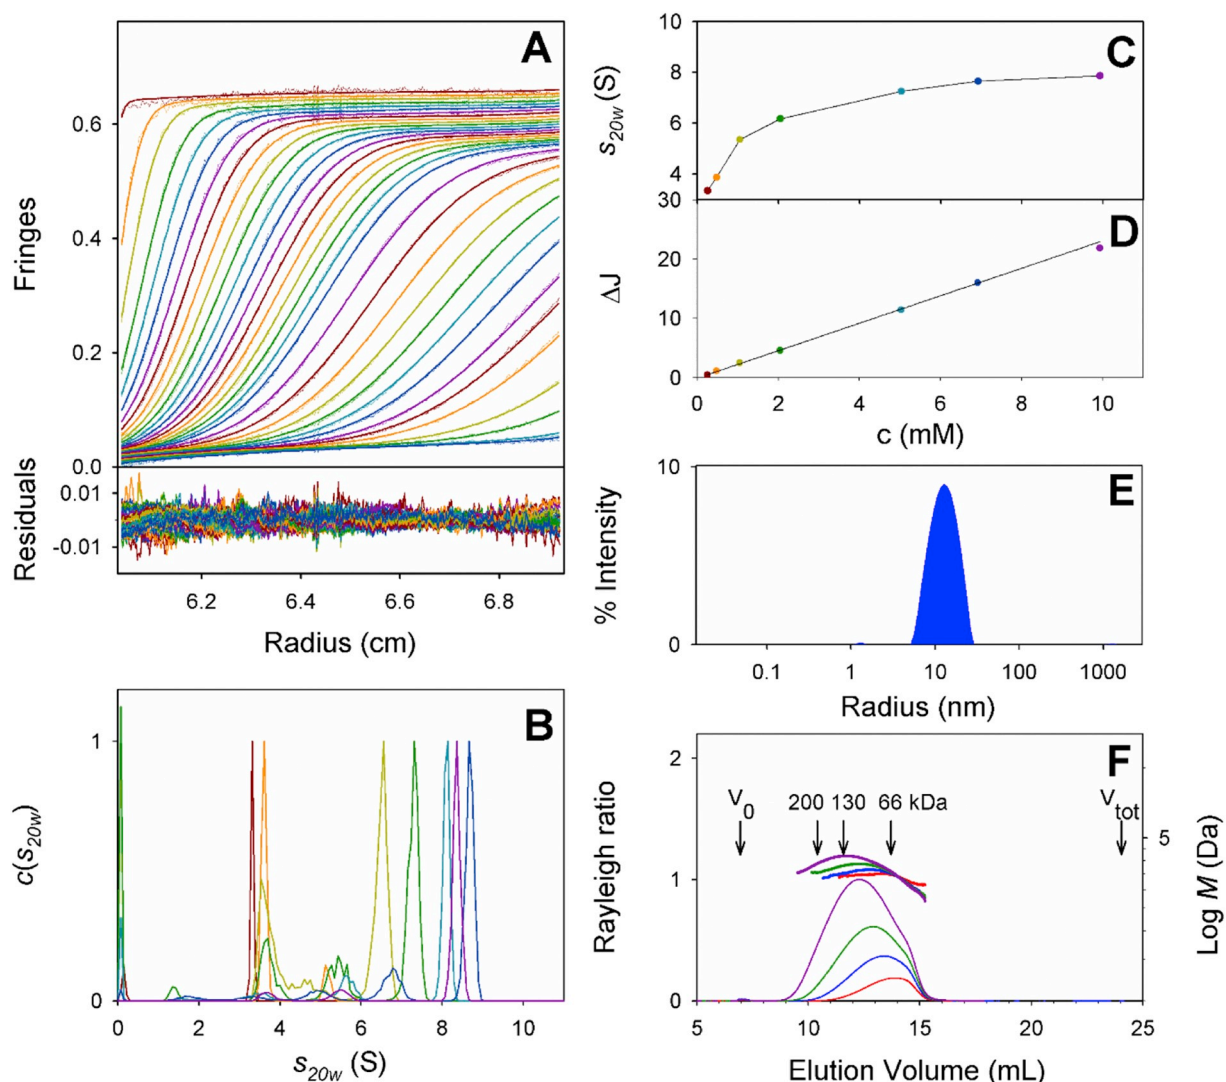 A
Fringes
0.6
0.4
0.2
0.0
Residuals
0.01
-0.01
6.2 6.4 6.6 6.8
Radius (cm)
B
c(s20w)
1
0
0 2 4 6 8 10
s20w (S)
C
s20w (S)
10
8
6
4
D
ΔJ
30
20
10
0
0 2 4 6 8 10
c (mM)
E
% Intensity
10
0
0.1 1 10 100 1000
Radius (nm)
F
Rayleigh ratio
2
1
0
V0 200 130 66 kDa Vtot
5
Log M (Da)
5 10 15 20 25
Elution Volume (mL)